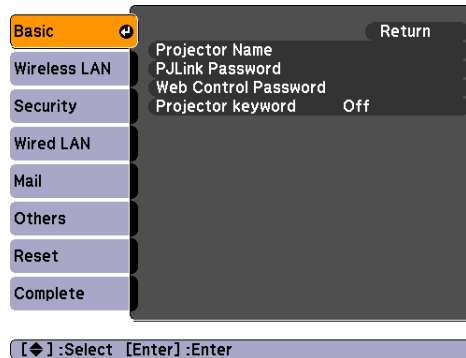 Basic
Wireless LAN
Security
Wired LAN
Mail
Others
Reset
Complete
Return
Projector Name
PJLink Password
Web Control Password
Projector keyword Off
[◆] :Select [Enter] :Enter